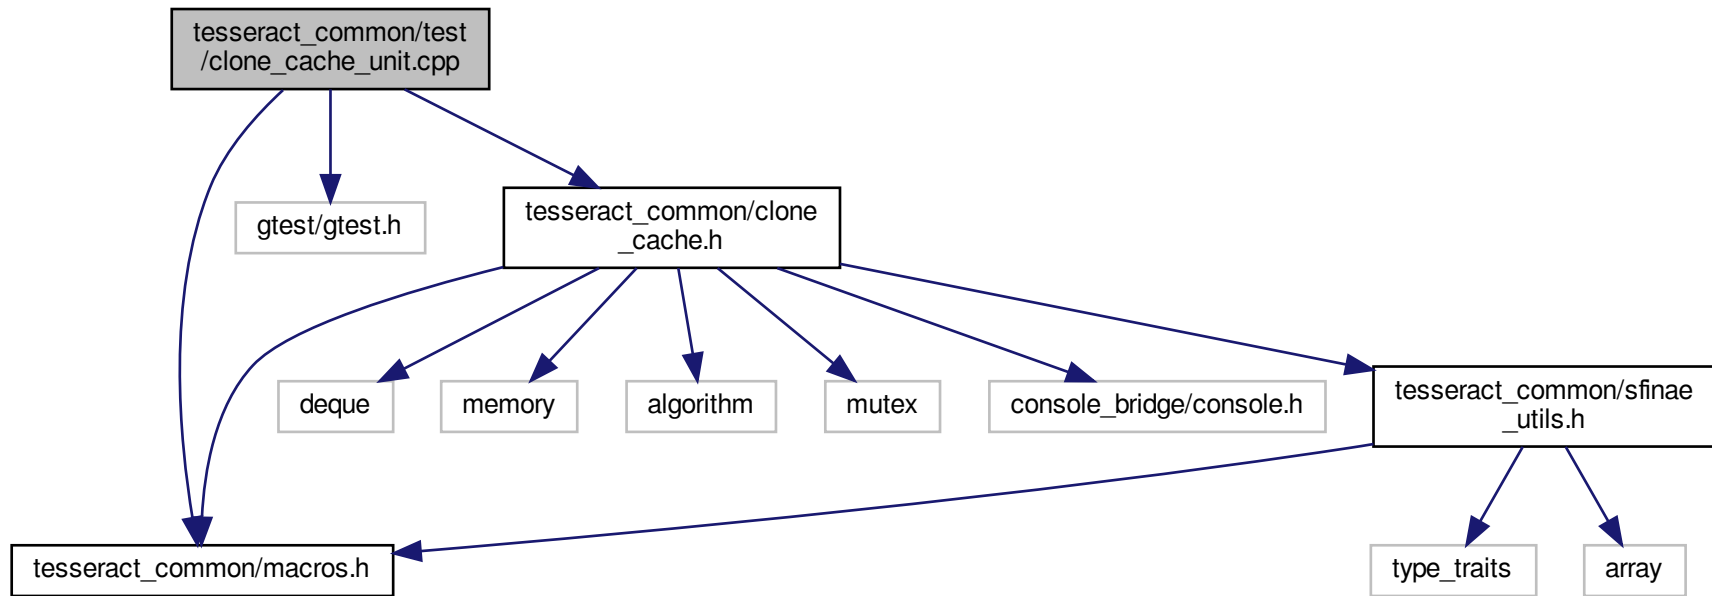 tesseract_common/test
/clone_cache_unit.cpp
gtest/gtest.h
tesseract_common/clone
_cache.h
deque
memory
algorithm
mutex
console_bridge/console.h
tesseract_common/sfinae
_utils.h
tesseract_common/macros.h
type_traits
array